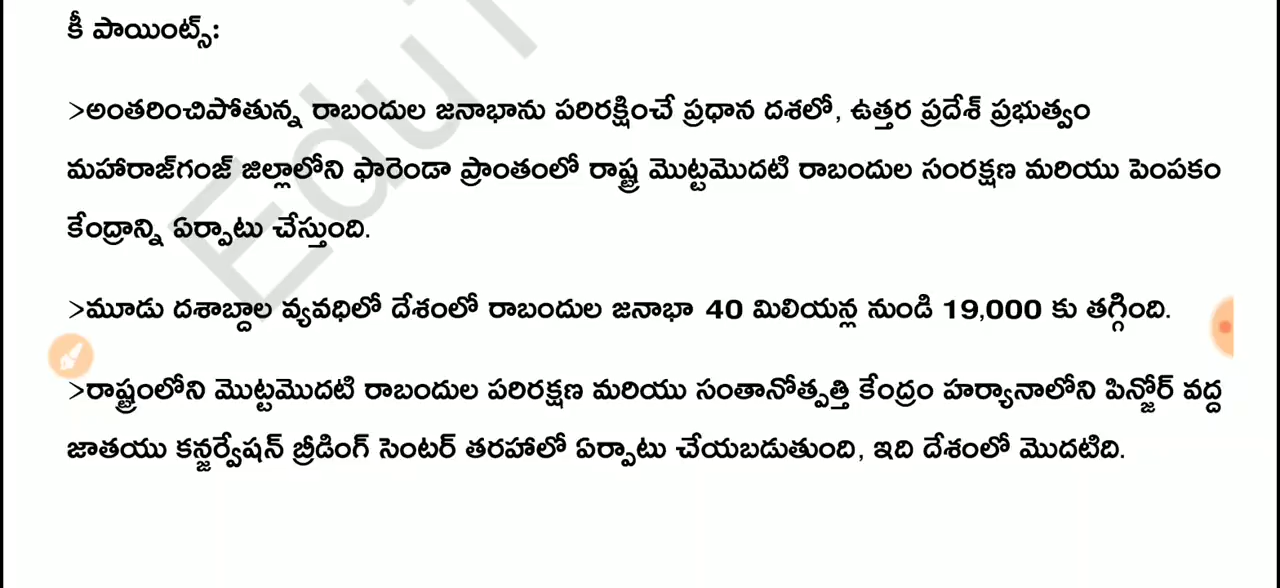 కీ పాయింట్స్:
>అంతరించిపోతున్న రాబందుల జనాభాను పరిరక్షించే ప్రధాన దశలో, ఉత్తర ప్రదేశ్ ప్రభుత్వం
మహారాజ్‌గంజ్ జిల్లాలోని ఫారెండా ప్రాంతంలో రాష్ట్ర మొట్టమొదటి రాబందుల సంరక్షణ మరియు పెంపకం
కేంద్రాన్ని ఏర్పాటు చేస్తుంది.
>మూడు దశాబ్దాల వ్యవధిలో దేశంలో రాబందుల జనాభా 40 మిలియన్ల నుండి 19,000 కు తగ్గింది.
>రాష్ట్రంలోని మొట్టమొదటి రాబందుల పరిరక్షణ మరియు సంతానోత్పత్తి కేంద్రం హర్యానాలోని పిన్జోర్ వద్ద
జాతయు కన్జర్వేషన్ బ్రీడింగ్ సెంటర్ తరహాలో ఏర్పాటు చేయబడుతుంది, ఇది దేశంలో మొదటిది.